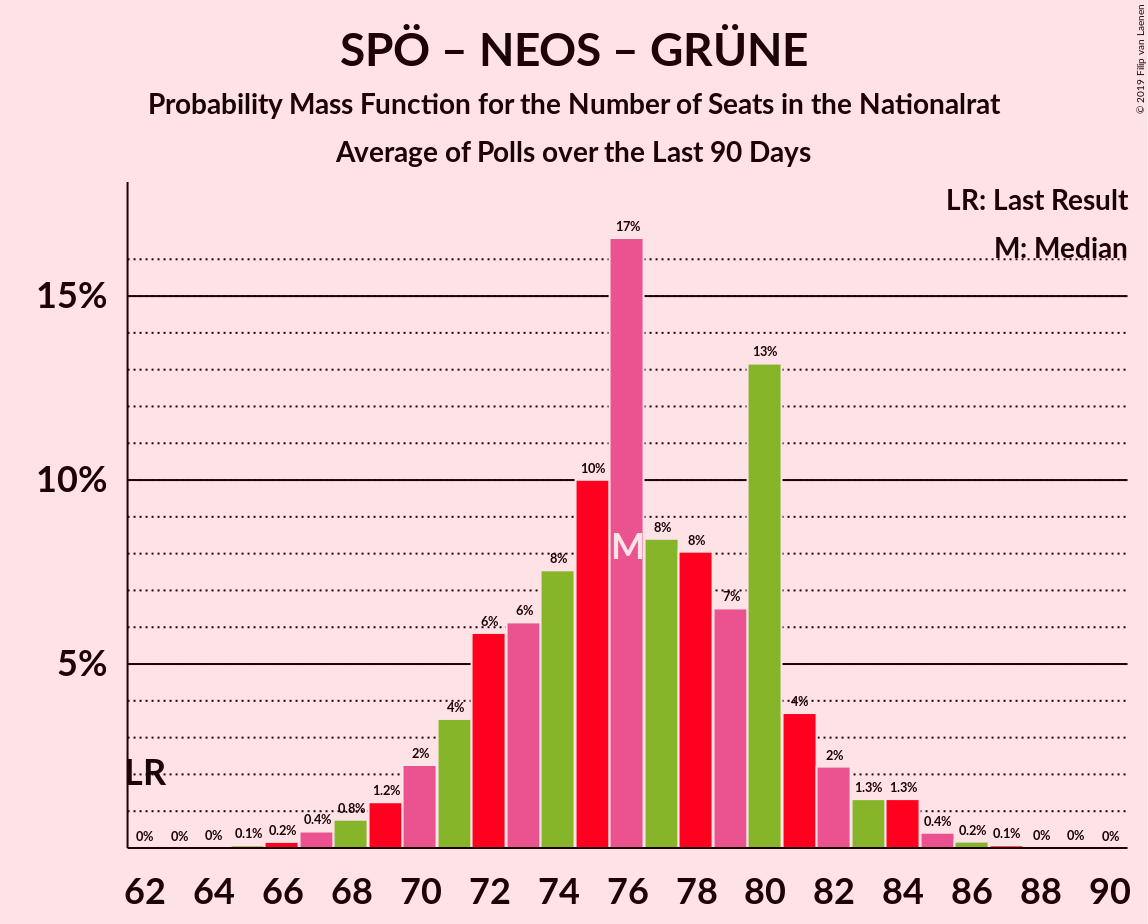 SPÖ – NEOS – GRÜNE
Probability Mass Function for the Number of Seats in the Nationalrat
Average of Polls over the Last 90 Days
© 2019 Filip van Laenen
LR: Last Result
M: Median
15%
10%
5%
LR
M
0% 0% 0% 0.1% 0.2% 0.4% 0.8% 1.2% 2% 4% 6% 6% 8% 10% 17% 8% 8% 7% 13% 4% 2% 1.3% 1.3% 0.4% 0.2% 0.1% 0% 0% 0%
62 64 66 68 70 72 74 76 78 80 82 84 86 88 90